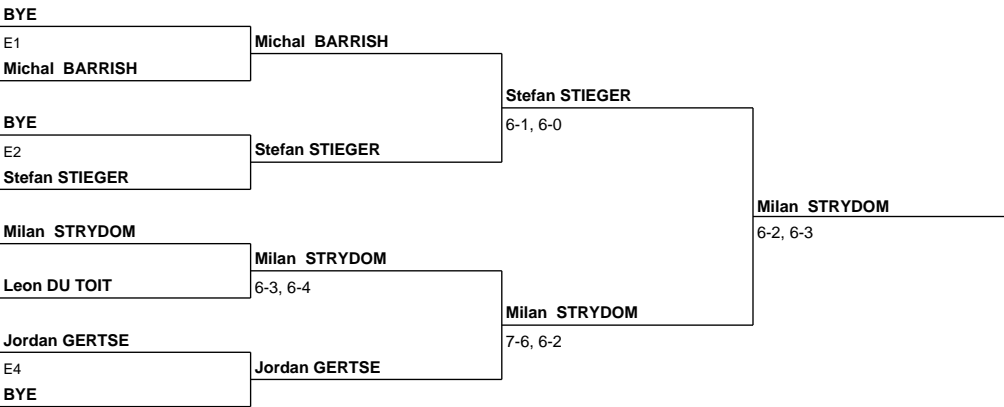 BYE
E1
Michal BARRISH
Michal BARRISH
BYE
E2
Stefan STIEGER
Stefan STIEGER
Stefan STIEGER
6-1, 6-0
Milan STRYDOM
Leon DU TOIT
Milan STRYDOM
6-3, 6-4
Jordan GERTSE
E4
BYE
Jordan GERTSE
Milan STRYDOM
7-6, 6-2
Milan STRYDOM
6-2, 6-3